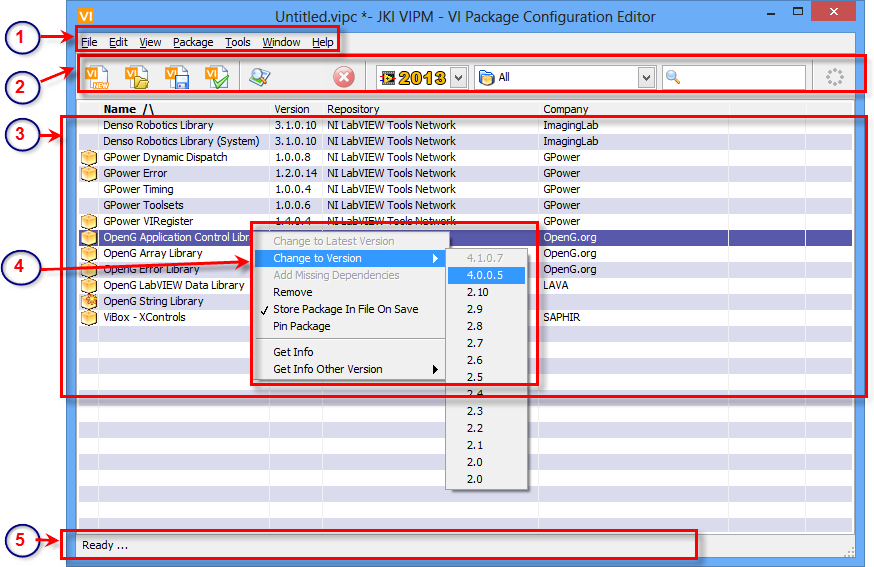 Untitled.vipc *- JKI VIPM - VI Package Configuration Editor
VI
1
File Edit View Package Tools Window Help
2
VI NEW VI VI VI 2013 All
Name /\ Version Repository Company
3
Denso Robotics Library 3.1.0.10 NI LabVIEW Tools Network ImagingLab
Denso Robotics Library (System) 3.1.0.10 NI LabVIEW Tools Network ImagingLab
GPower Dynamic Dispatch 1.0.0.8 NI LabVIEW Tools Network GPower
GPower Error 1.2.0.14 NI LabVIEW Tools Network GPower
GPower Timing 1.0.0.4 NI LabVIEW Tools Network GPower
GPower Toolsets 1.0.0.6 NI LabVIEW Tools Network GPower
GPower VIRegister 1.4.0.4 NI LabVIEW Tools Network GPower
OpenG Application Control Libra OpenG.org
OpenG Array Library OpenG.org
OpenG Error Library OpenG.org
OpenG LabVIEW Data Library LAVA
OpenG String Library
ViBox - XControls SAPHIR
4
Change to Latest Version
Change to Version
Add Missing Dependencies
Remove
Store Package In File On Save
Pin Package
Get Info
Get Info Other Version
4.1.0.7
4.0.0.5
2.10
2.9
2.8
2.7
2.6
2.5
2.4
2.3
2.2
2.1
2.0
2.0
5
Ready ...